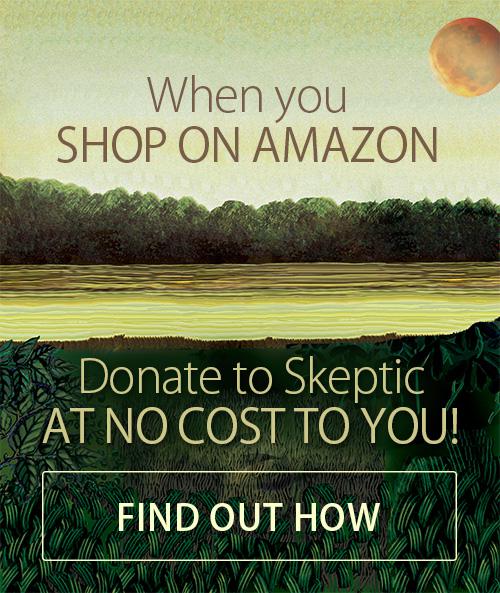 When you
SHOP ON AMAZON
Donate to Skeptic
AT NO COST TO YOU!
FIND OUT HOW